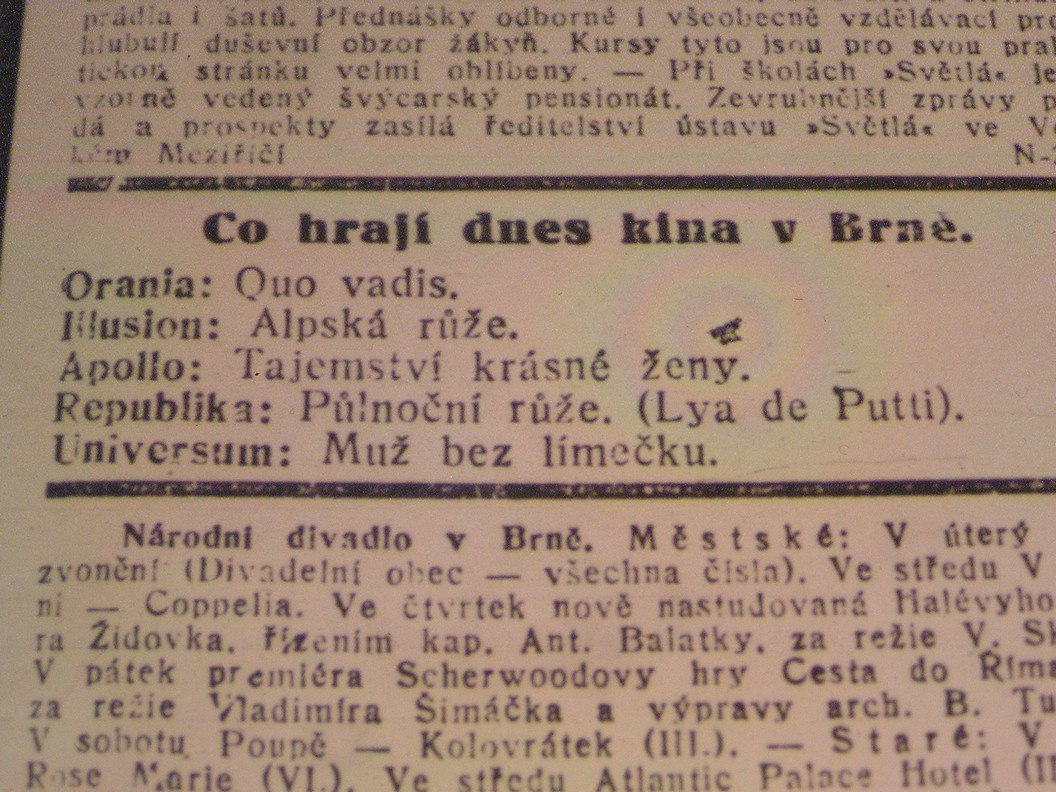 prádla i šatů. Přednášky odborné i všeobecně vzdělávací pro
hlubují duševní obzor žákyň. Kursy tyto jsou pro svou prak
tickou stránku velmi oblíbeny. — Při školách »Světlá« je
vzorně vedený švýcarský pensionát. Zevrubnější zprávy p
dá a prospekty zasílá ředitelství ústavu »Světlá« ve V
kém Meziříčí N-
Co hrají dnes kina v Brně.
Orania: Quo vadis.
Illusion: Alpská růže.
Apollo: Tajemství krásné ženy.
Republika: Půlnoční růže. (Lya de Putti).
Universum: Muž bez límečku.
Národní divadlo v Brně. Městské: V úterý
zvonění (Divadelní obec — všechna čísla). Ve středu V
ni — Coppelia. Ve čtvrtek nově nastudovaná Halévyho
ra Židovka, řízením kap. Ant. Balatky, za režie V. Š
V pátek premiéra Scherwoodovy hry Cesta do Říma
za režie Vladimíra Šimáčka a výpravy arch. B. Tu
V sobotu Poupě — Kolovrátek (III.). — Staré: V
Rose Marie (VI.). Ve středu Atlantic Palace Hotel (II